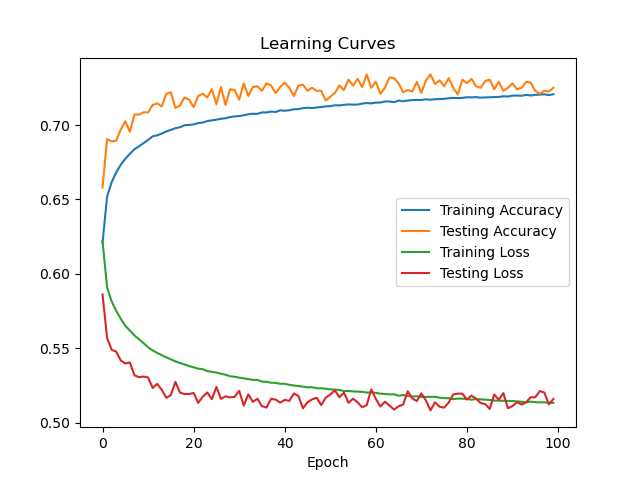 Learning Curves
0.70
0.65
0.60
0.55
0.50
Training Accuracy
Testing Accuracy
Training Loss
Testing Loss
0 20 40 60 80 100
Epoch